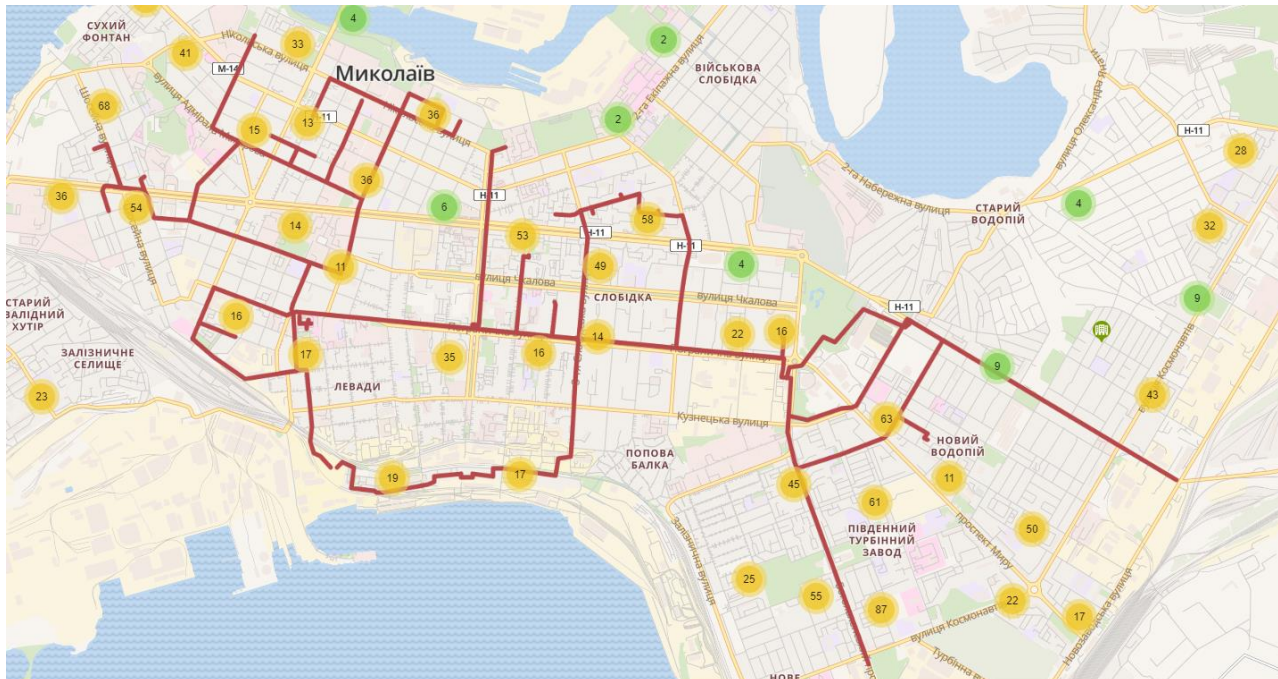 СУХИЙ
ФОНТАН
4
33
41
Нікольська вулиця
М-14
Миколаїв
2
ВІЙСЬКОВА
СЛОБІДКА
2-га Екіпажна вулиця
68
13
36
15
2
Н-11
28
36
36
54
Н-11
6
58
2-га Набережна вулиця
СТАРИЙ
ВОДОПІЙ
4
32
14
53
Н-11
Н-11
11
49
4
вулиця Чкалова
СЛОБІДКА
вулиця Чкалова
9
СТАРИЙ
16
Н-11
ХУТІР
ЗАЛІЗНИЧНЕ
СЕЛИЩЕ
17
35
16
14
22
16
9
ЛЕВАДИ
23
43
Кузнецька вулиця
63
НОВИЙ
ВОДОПІЙ
ПОПОВА
БАЛКА
19
17
45
11
61
50
ПІВДЕННИЙ
ТУРБІННИЙ
ЗАВОД
проспект Миру
Залізнична вулиця
25
55
87
22
17
вулиця Космонавт
Новозаводська вулиця
Турбінна
НОВЕ